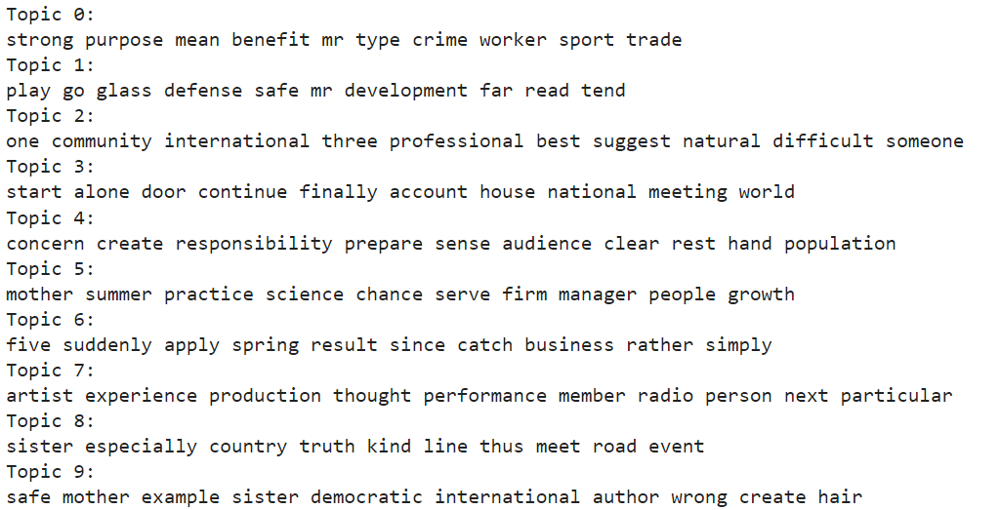 Topic 0:
strong purpose mean benefit mr type crime worker sport trade
Topic 1:
play go glass defense safe mr development far read tend
Topic 2:
one community international three professional best suggest natural difficult someone
Topic 3:
start alone door continue finally account house national meeting world
Topic 4:
concern create responsibility prepare sense audience clear rest hand population
Topic 5:
mother summer practice science chance serve firm manager people growth
Topic 6:
five suddenly apply spring result since catch business rather simply
Topic 7:
artist experience production thought performance member radio person next particular
Topic 8:
sister especially country truth kind line thus meet road event
Topic 9:
safe mother example sister democratic international author wrong create hair